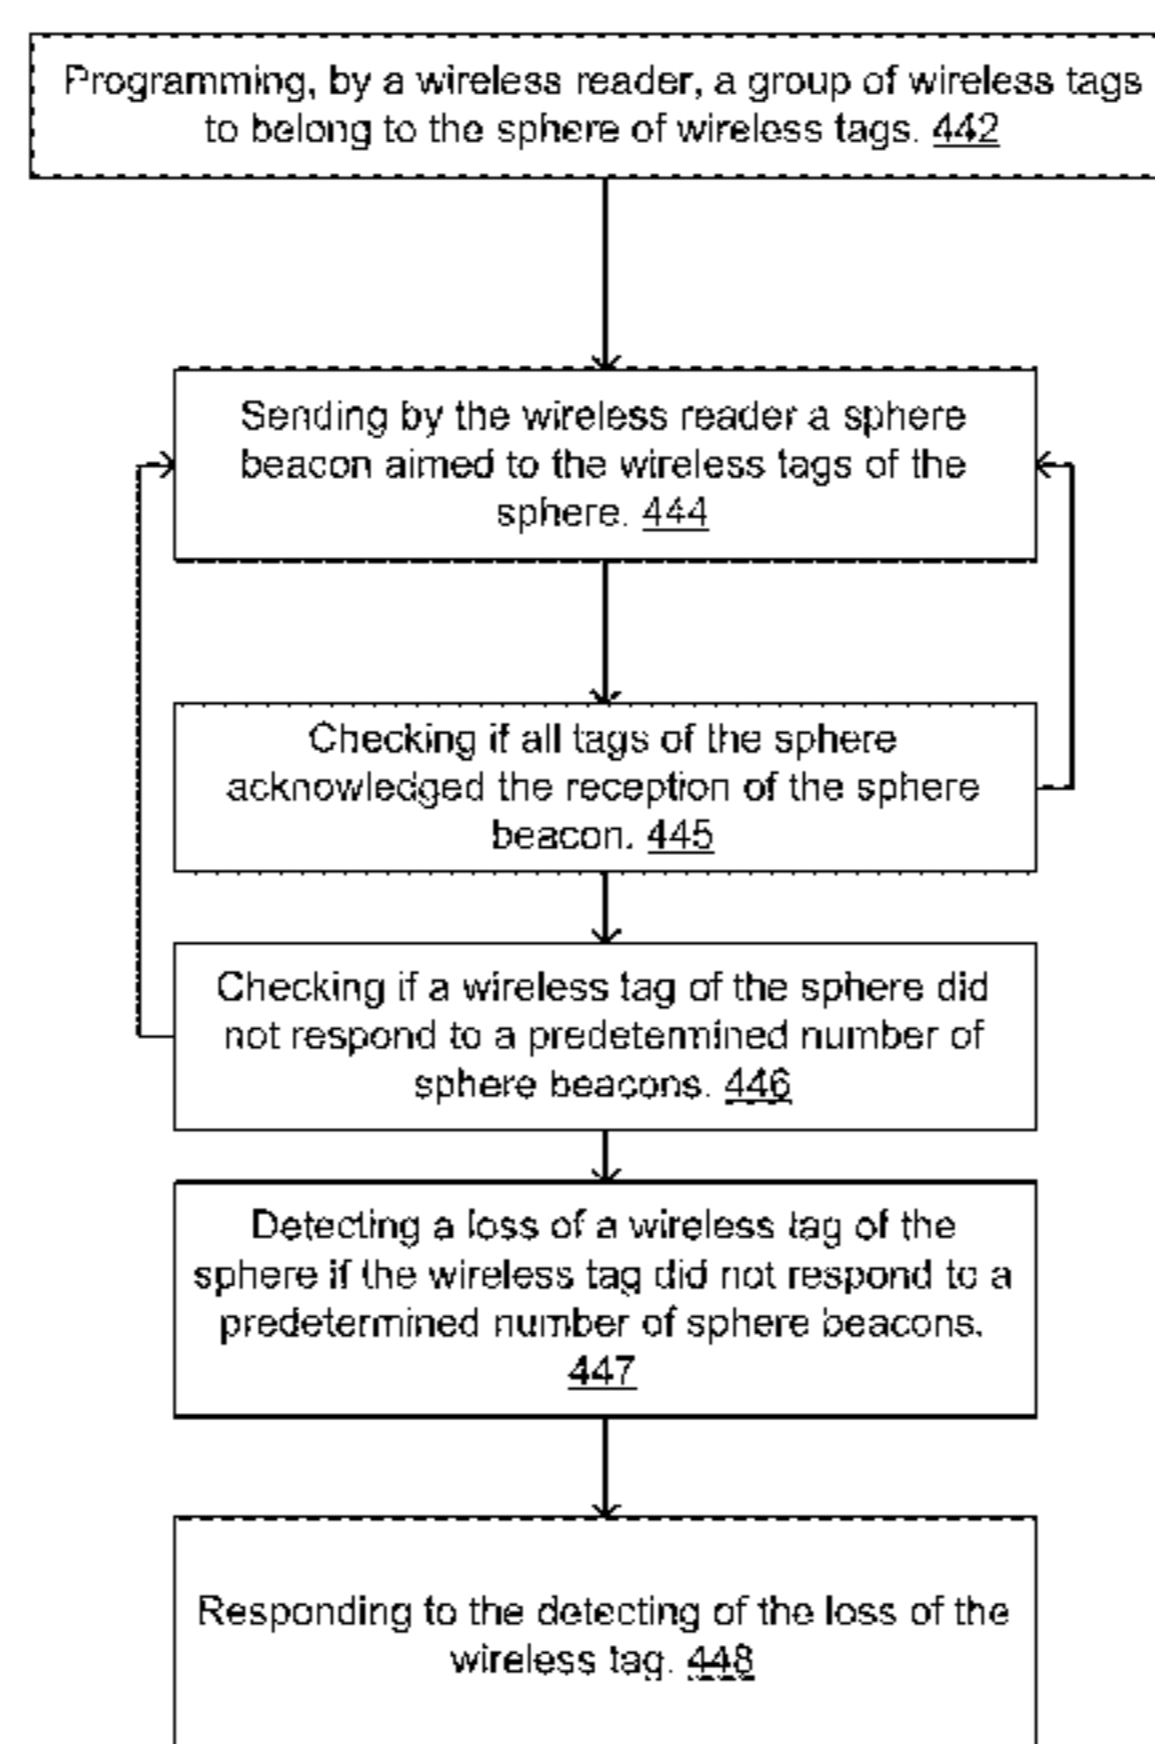 Programming, by a wireless reader, a group of wireless tags
to belong to the sphere of wireless tags. 442
Sending by the wireless reader a sphere
beacon aimed to the wireless tags of the
sphere. 444
Checking if all tags of the sphere
acknowledged the reception of the sphere
beacon. 445
Checking if a wireless tag of the sphere did
not respond to a predetermined number of
sphere beacons. 446
Detecting a loss of a wireless tag of the
sphere if the wireless tag did not respond to a
predetermined number of sphere beacons.
447
Responding to the detecting of the loss of the
wireless tag. 448